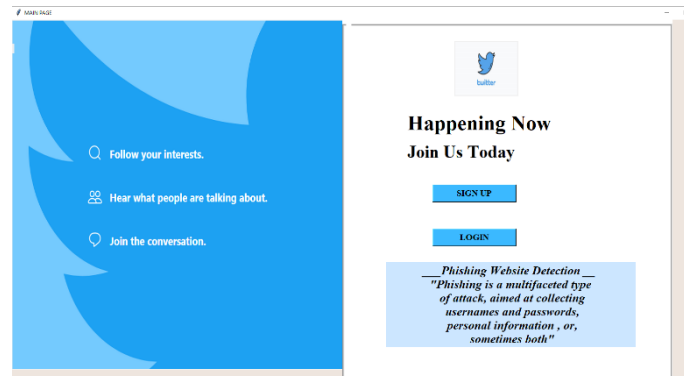 MAIN PAGE
Follow your interests.
Hear what people are talking about.
Join the conversation.
twitter
Happening Now
Join Us Today
SIGN UP
LOGIN
___Phishing Website Detection __
"Phishing is a multifaceted type
of attack, aimed at collecting
usernames and passwords,
personal information , or,
sometimes both"